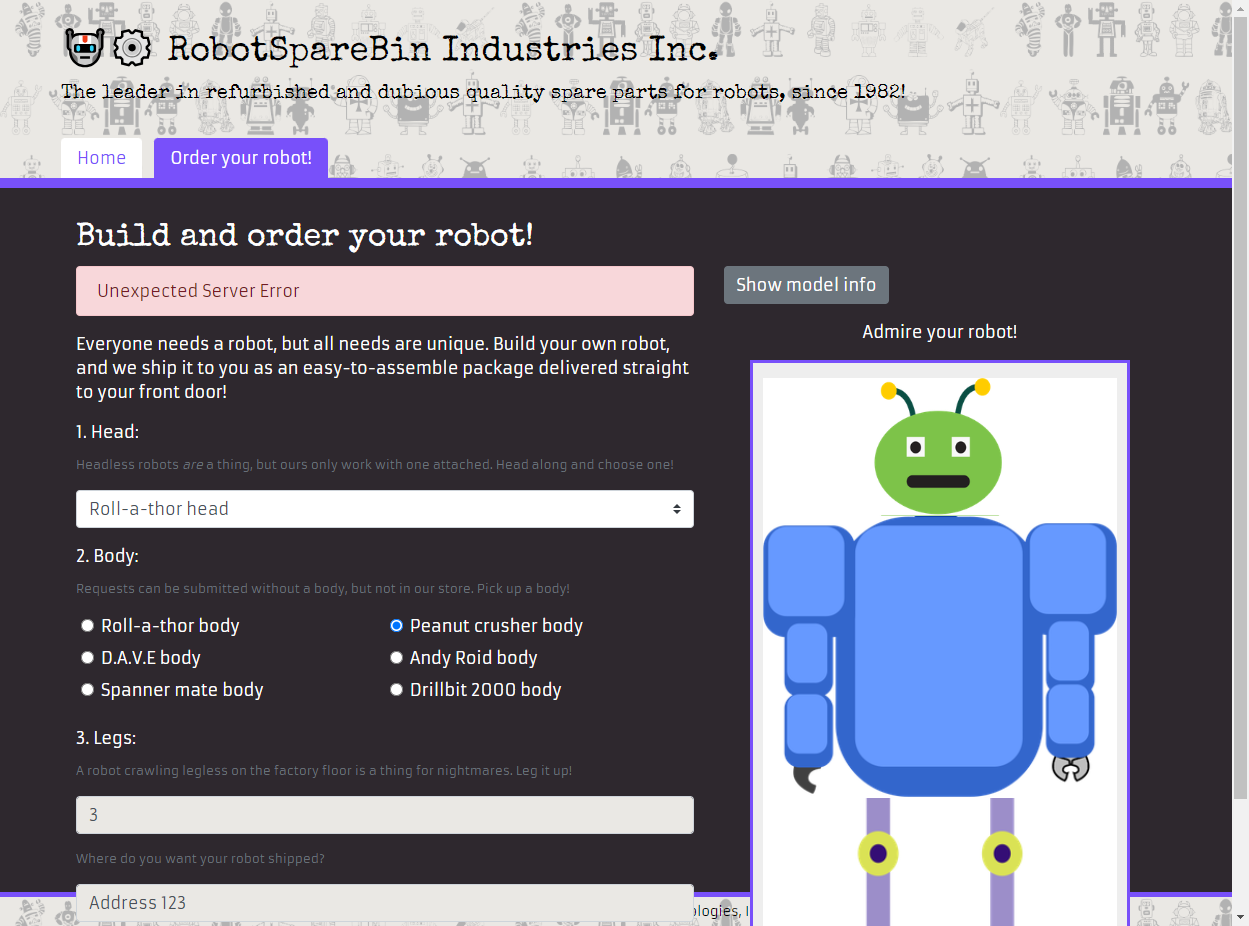 RobotSpareBin Industries Inc.
The leader in refurbished and dubious quality spare parts for robots, since 1982!
Home
Order your robot!
Build and order your robot!
Unexpected Server Error
Show model info
Admire your robot!
Everyone needs a robot, but all needs are unique. Build your own robot,
and we ship it to you as an easy-to-assemble package delivered straight
to your front door!
1. Head:
Headless robots are a thing, but ours only work with one attached. Head along and choose one!
Roll-a-thor head
2. Body:
Requests can be submitted without a body, but not in our store. Pick up a body!
Roll-a-thor body
Peanut crusher body
D.A.V.E body
Andy Roid body
Spanner mate body
Drillbit 2000 body
3. Legs:
A robot crawling legless on the factory floor is a thing for nightmares. Leg it up!
3
Where do you want your robot shipped?
Address 123